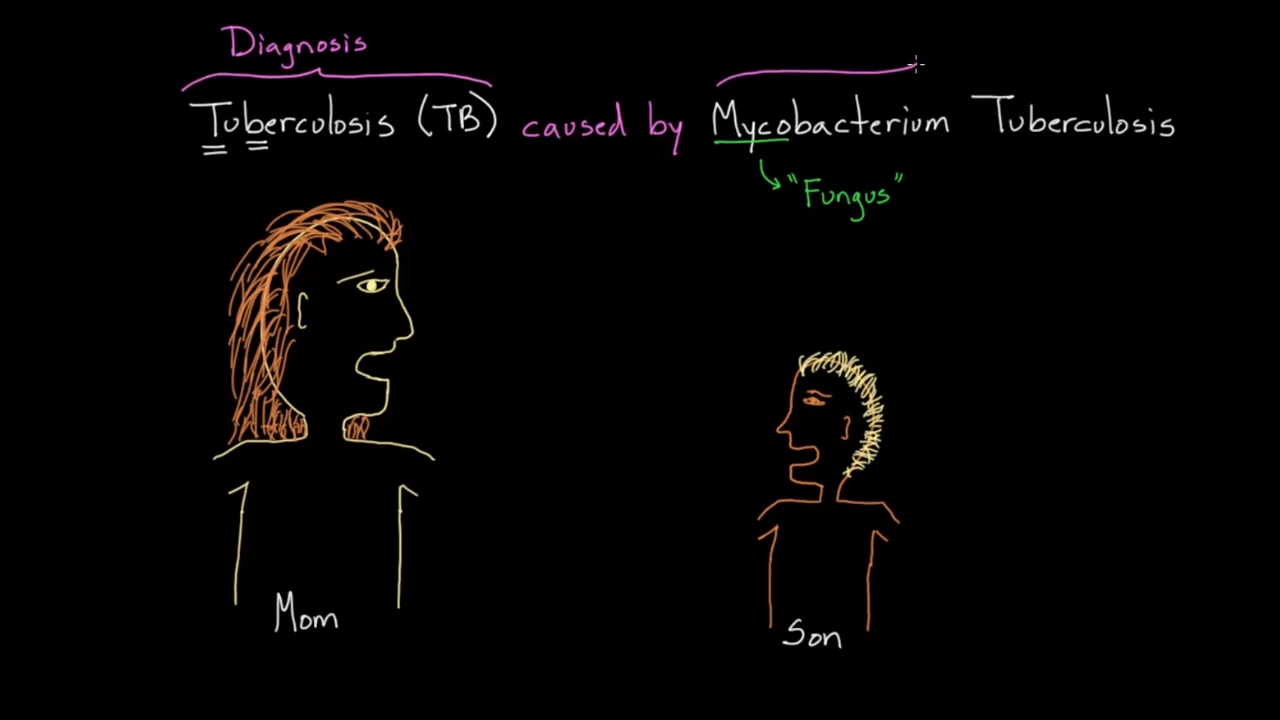 Diagnosis
Tuberculosis (TB) caused by Mycobacterium Tuberculosis
"Fungus"
Mom
Son